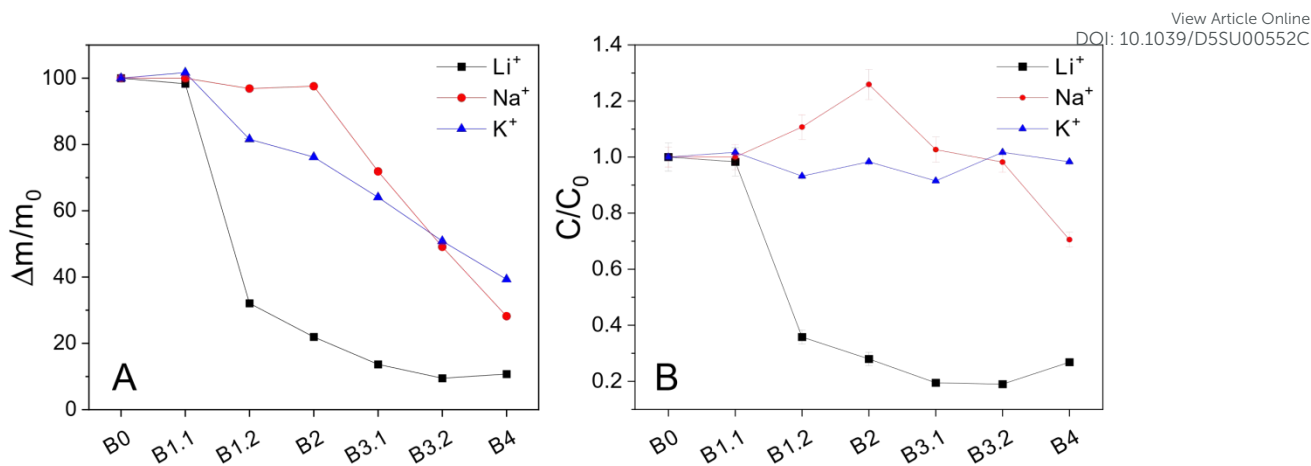 View Article Online
DOI: 10.1039/D5SU00552C
Δm/m₀
100
80
60
40
20
0
Li⁺
Na⁺
K⁺
A
B0
B1.1
B1.2
B2
B3.1
B3.2
B4
C/C₀
1.4
1.2
1.0
0.8
0.6
0.4
0.2
Li⁺
Na⁺
K⁺
B
B0
B1.1
B1.2
B2
B3.1
B3.2
B4